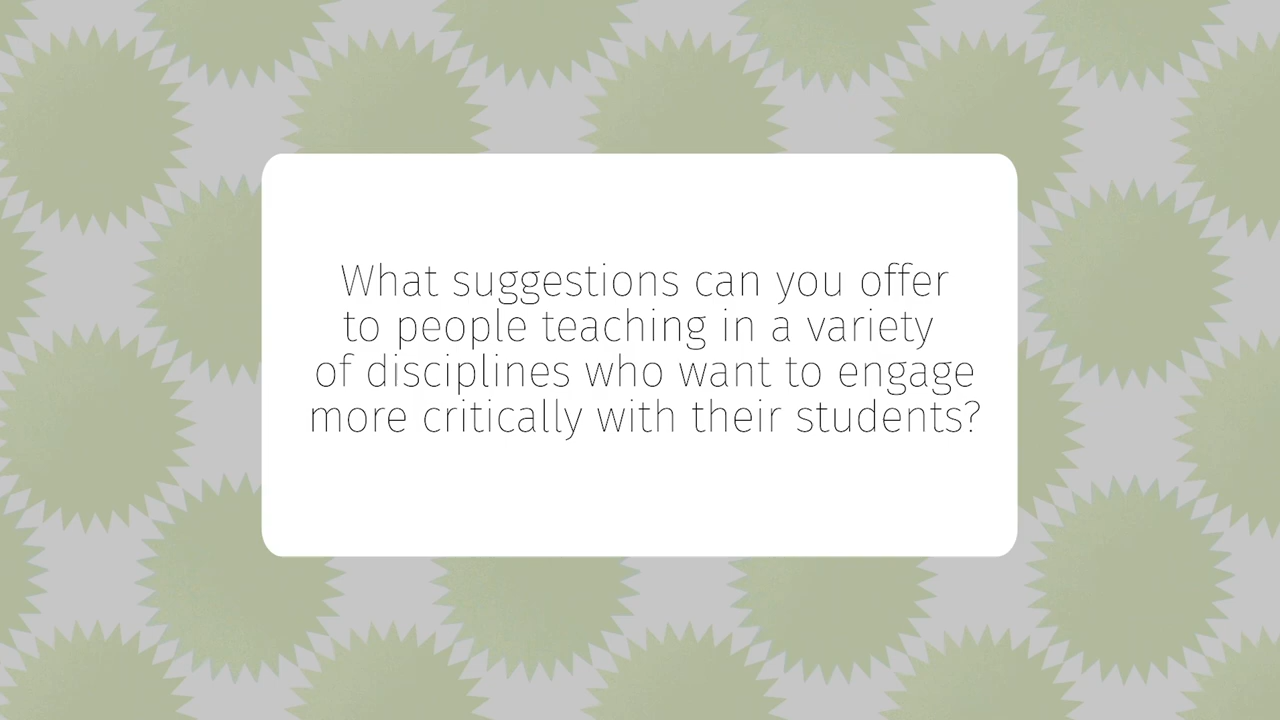 What suggestions can you offer
to people teaching in a variety
of disciplines who want to engage
more critically with their students?